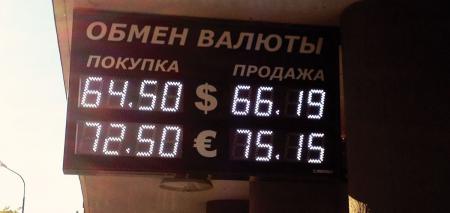 ОБМЕН ВАЛЮТЫ
ПОКУПКА ПРОДАЖА
64.50 $ 66.19
72.50 € 75.15